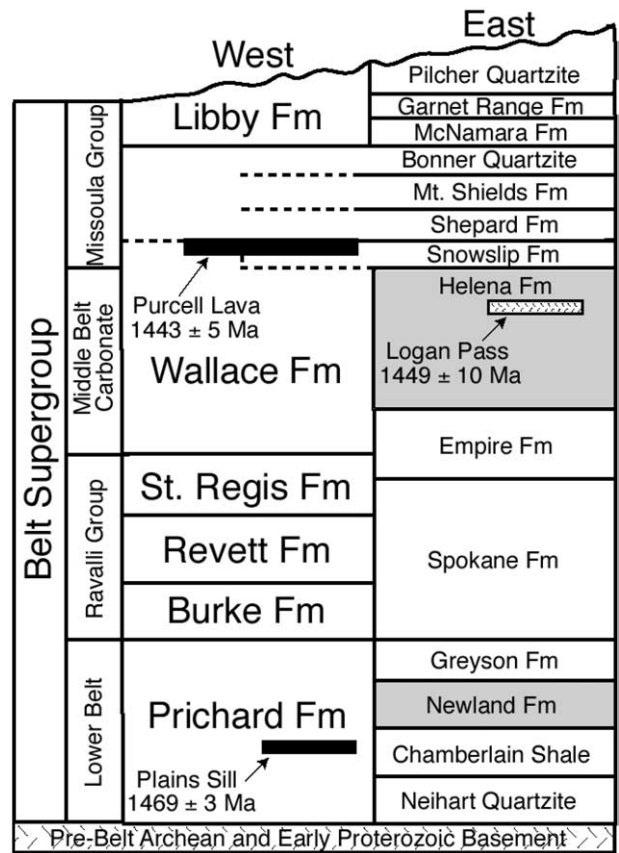 West
East
Belt Supergroup
Missoula Group
Middle Belt
Carbonate
Ravalli Group
Lower Belt
Libby Fm
Purcell Lava
1443 ± 5 Ma
Wallace Fm
St. Regis Fm
Revett Fm
Burke Fm
Prichard Fm
Plains Sill
1469 ± 3 Ma
Pilcher Quartzite
Garnet Range Fm
McNamara Fm
Bonner Quartzite
Mt. Shields Fm
Shepard Fm
Snowslip Fm
Helena Fm
Logan Pass
1449 ± 10 Ma
Empire Fm
Spokane Fm
Greyson Fm
Newland Fm
Chamberlain Shale
Neihart Quartzite
Pre-Belt Archean and Early Proterozoic Basement